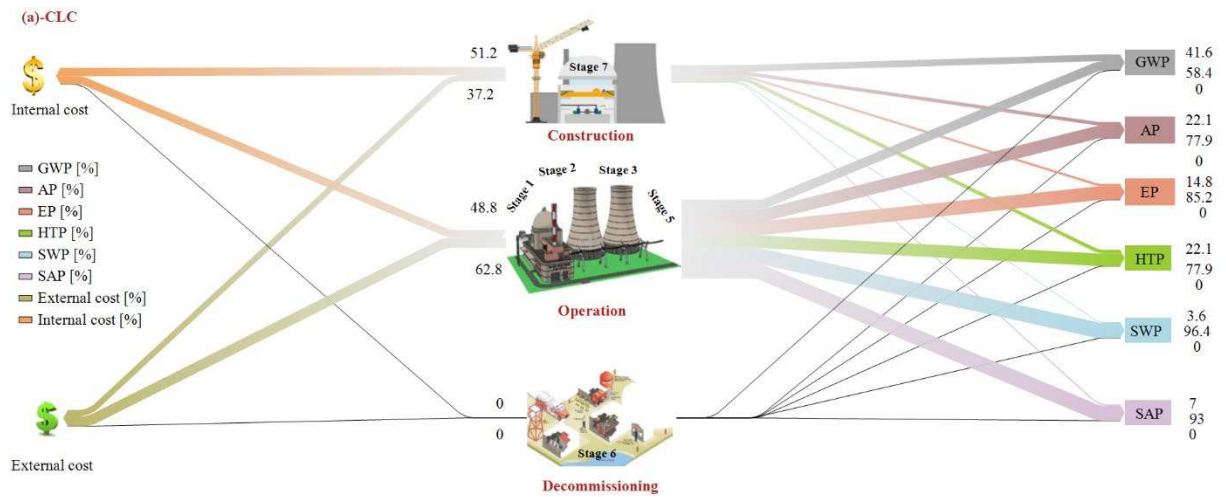 (a)-CLC
Internal cost
GWP [%]
AP [%]
EP [%]
HTP [%]
SWP [%]
SAP [%]
External cost [%]
Internal cost [%]
External cost
51.2
37.2
48.8
62.8
0
0
Stage 7
Construction
Stage 1
Stage 2
Stage 3
Stage 5
Operation
Stage 6
Decommissioning
GWP
41.6
58.4
0
AP
22.1
77.9
0
EP
14.8
85.2
0
HTP
22.1
77.9
0
SWP
3.6
96.4
0
SAP
7
93
0